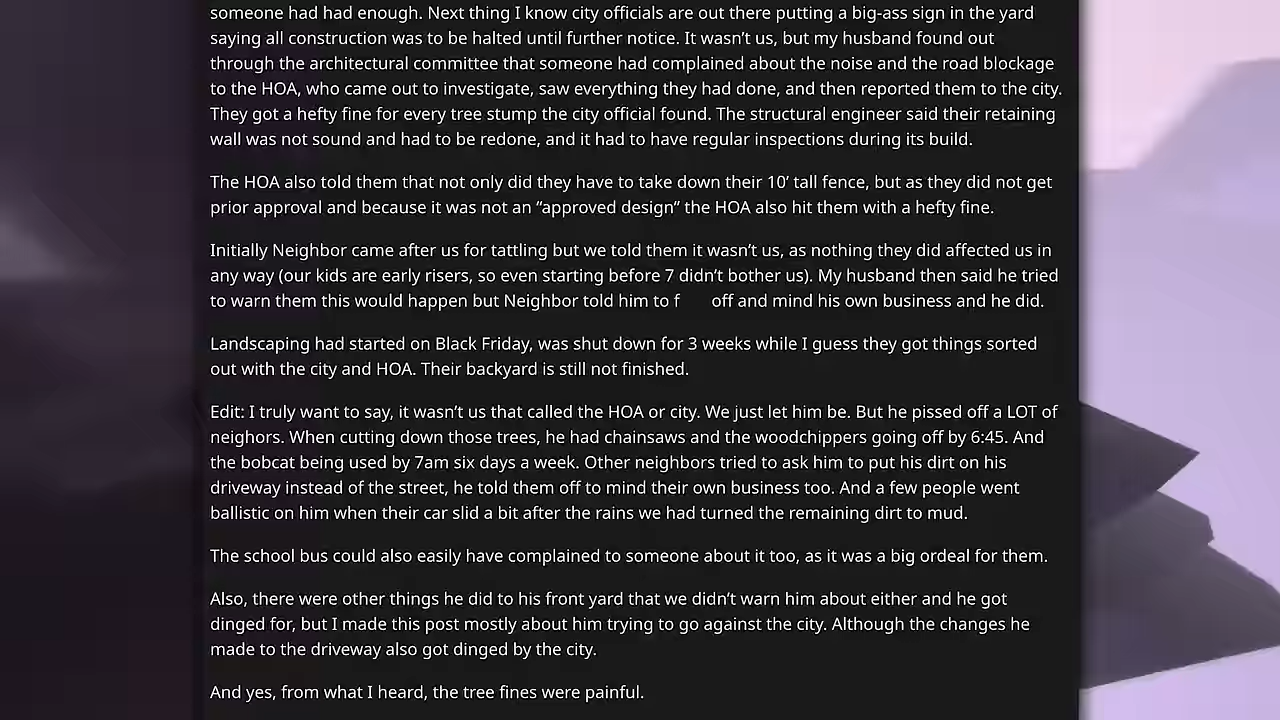 someone had had enough. Next thing I know city officials are out there putting a big-ass sign in the yard
saying all construction was to be halted until further notice. It wasn’t us, but my husband found out
through the architectural committee that someone had complained about the noise and the road blockage
to the HOA, who came out to investigate, saw everything they had done, and then reported them to the city.
They got a hefty fine for every tree stump the city official found. The structural engineer said their retaining
wall was not sound and had to be redone, and it had to have regular inspections during its build.
The HOA also told them that not only did they have to take down their 10’ tall fence, but as they did not get
prior approval and because it was not an “approved design” the HOA also hit them with a hefty fine.
Initially Neighbor came after us for tattling but we told them it wasn’t us, as nothing they did affected us in
any way (our kids are early risers, so even starting before 7 didn’t bother us). My husband then said he tried
to warn them this would happen but Neighbor told him to f off and mind his own business and he did.
Landscaping had started on Black Friday, was shut down for 3 weeks while I guess they got things sorted
out with the city and HOA. Their backyard is still not finished.
Edit: I truly want to say, it wasn’t us that called the HOA or city. We just let him be. But he pissed off a LOT of
neighors. When cutting down those trees, he had chainsaws and the woodchippers going off by 6:45. And
the bobcat being used by 7am six days a week. Other neighbors tried to ask him to put his dirt on his
driveway instead of the street, he told them off to mind their own business too. And a few people went
ballistic on him when their car slid a bit after the rains we had turned the remaining dirt to mud.
The school bus could also easily have complained to someone about it too, as it was a big ordeal for them.
Also, there were other things he did to his front yard that we didn’t warn him about either and he got
dinged for, but I made this post mostly about him trying to go against the city. Although the changes he
made to the driveway also got dinged by the city.
And yes, from what I heard, the tree fines were painful.